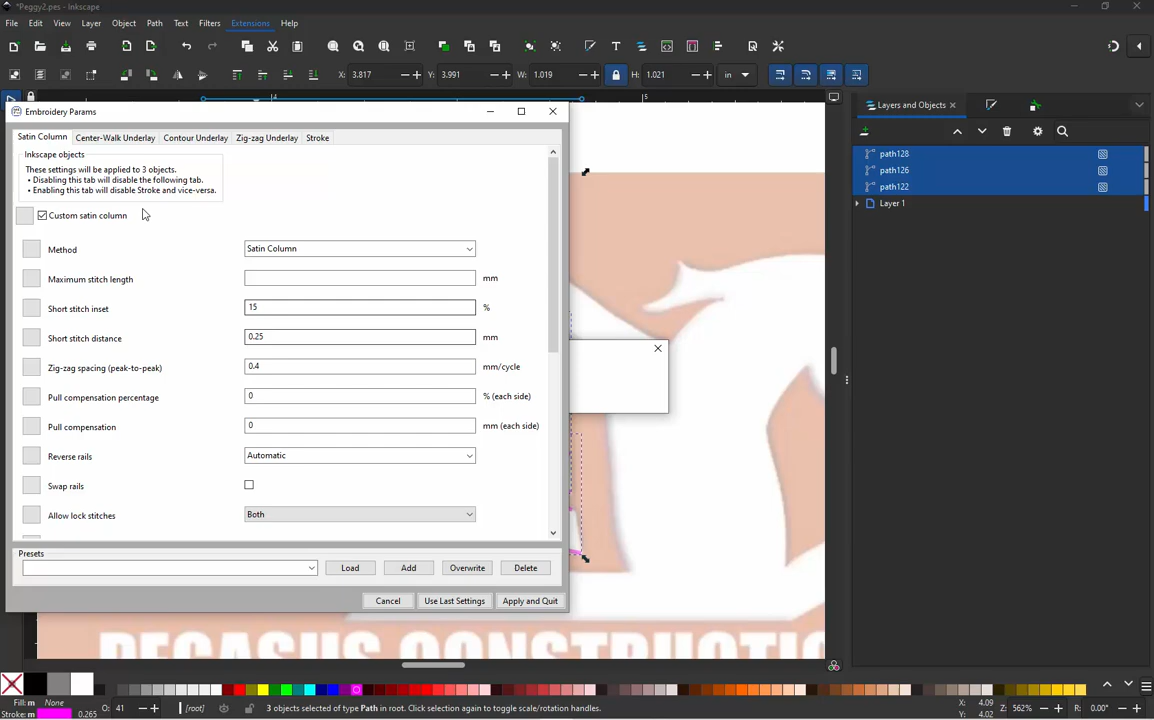 *Peggy2.pes - Inkscape
File Edit View Layer Object Path Text Filters Extensions Help
X: 3.817 Y: 3.991 W: 1.019 H: 1.021 in
4 5
Embroidery Params
Satin Column Center-Walk Underlay Contour Underlay Zig-zag Underlay Stroke
Inkscape objects
These settings will be applied to 3 objects.
• Disabling this tab will disable the following tab.
• Enabling this tab will disable Stroke and vice-versa.
Custom satin column
Method Satin Column
Maximum stitch length mm
Short stitch inset 15 %
Short stitch distance 0.25 mm
Zig-zag spacing (peak-to-peak) 0.4 mm/cycle
Pull compensation percentage 0 % (each side)
Pull compensation 0 mm (each side)
Reverse rails Automatic
Swap rails
Allow lock stitches Both
Presets
Load Add Overwrite Delete
Cancel Use Last Settings Apply and Quit
Layers and Objects
path128
path126
path122
Layer 1
PEGASUS CONSTRUCTIO
Fill: m None
Stroke: m 0.265
O: 41
[root]
3 objects selected of type Path in root. Click selection again to toggle scale/rotation handles.
X: 4.09
Y: 4.02
Z: 562%
R: 0.00°